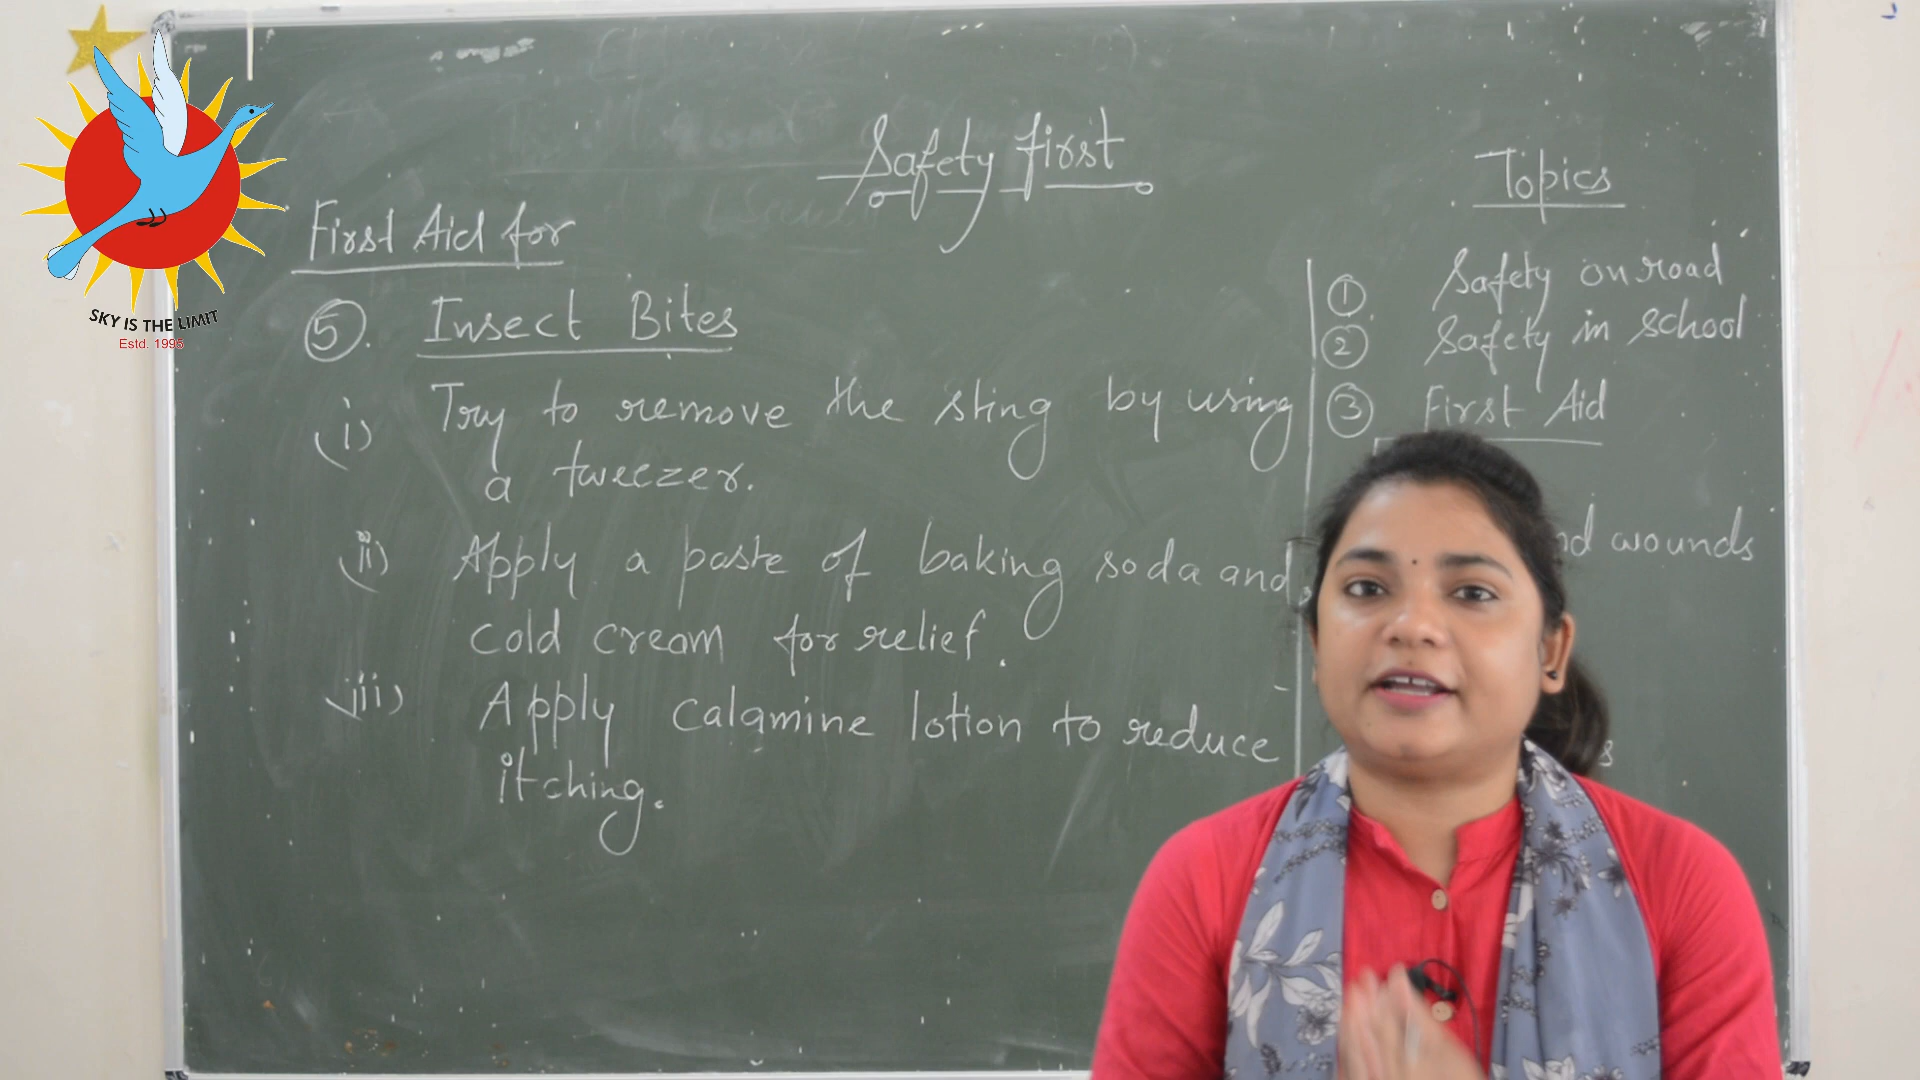 SKY IS THE LIMIT
Estd. 1995
Safety first
First Aid for
5. Insect Bites
i) Try to remove the sting by using
a tweezer.
ii) Apply a paste of baking soda and
cold cream for relief.
iii) Apply calamine lotion to reduce
itching.
Topics
1 Safety on road
2 Safety in school
3 First Aid
wounds